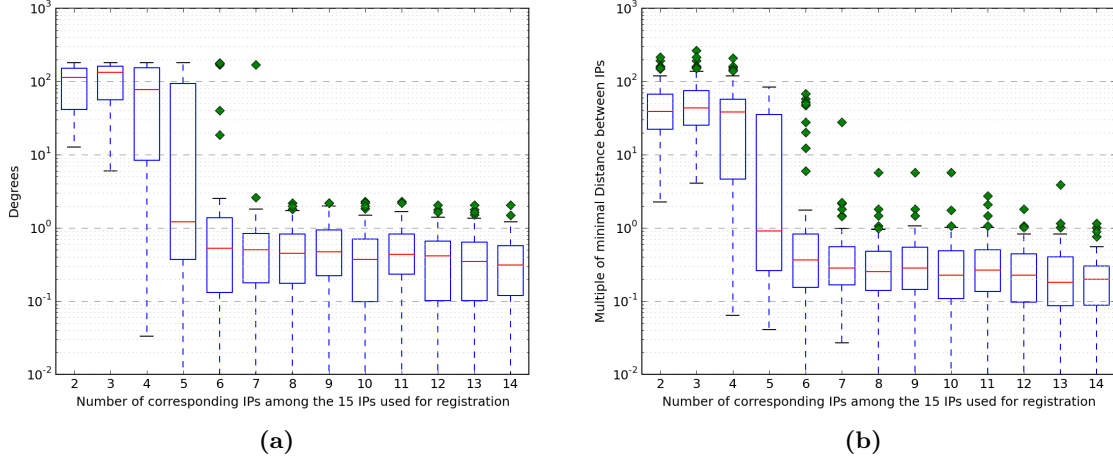 10^3
10^2
10^1
10^0
10^-1
10^-2
Degrees
2 3 4 5 6 7 8 9 10 11 12 13 14
Number of corresponding IPs among the 15 IPs used for registration
(a)
10^3
10^2
10^1
10^0
10^-1
10^-2
Multiple of minimal Distance between IPs
2 3 4 5 6 7 8 9 10 11 12 13 14
Number of corresponding IPs among the 15 IPs used for registration
(b)